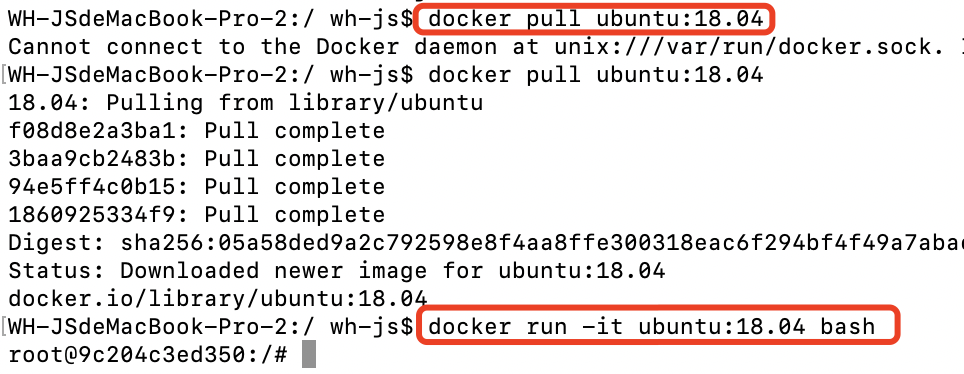 WH-JSdeMacBook-Pro-2:/ wh-js$ docker pull ubuntu:18.04
Cannot connect to the Docker daemon at unix:///var/run/docker.sock.
[WH-JSdeMacBook-Pro-2:/ wh-js$ docker pull ubuntu:18.04
18.04: Pulling from library/ubuntu
f08d8e2a3ba1: Pull complete
3baa9cb2483b: Pull complete
94e5ff4c0b15: Pull complete
1860925334f9: Pull complete
Digest: sha256:05a58ded9a2c792598e8f4aa8ffe300318eac6f294bf4f49a7abae
Status: Downloaded newer image for ubuntu:18.04
docker.io/library/ubuntu:18.04
[WH-JSdeMacBook-Pro-2:/ wh-js$ docker run -it ubuntu:18.04 bash
root@9c204c3ed350:/#